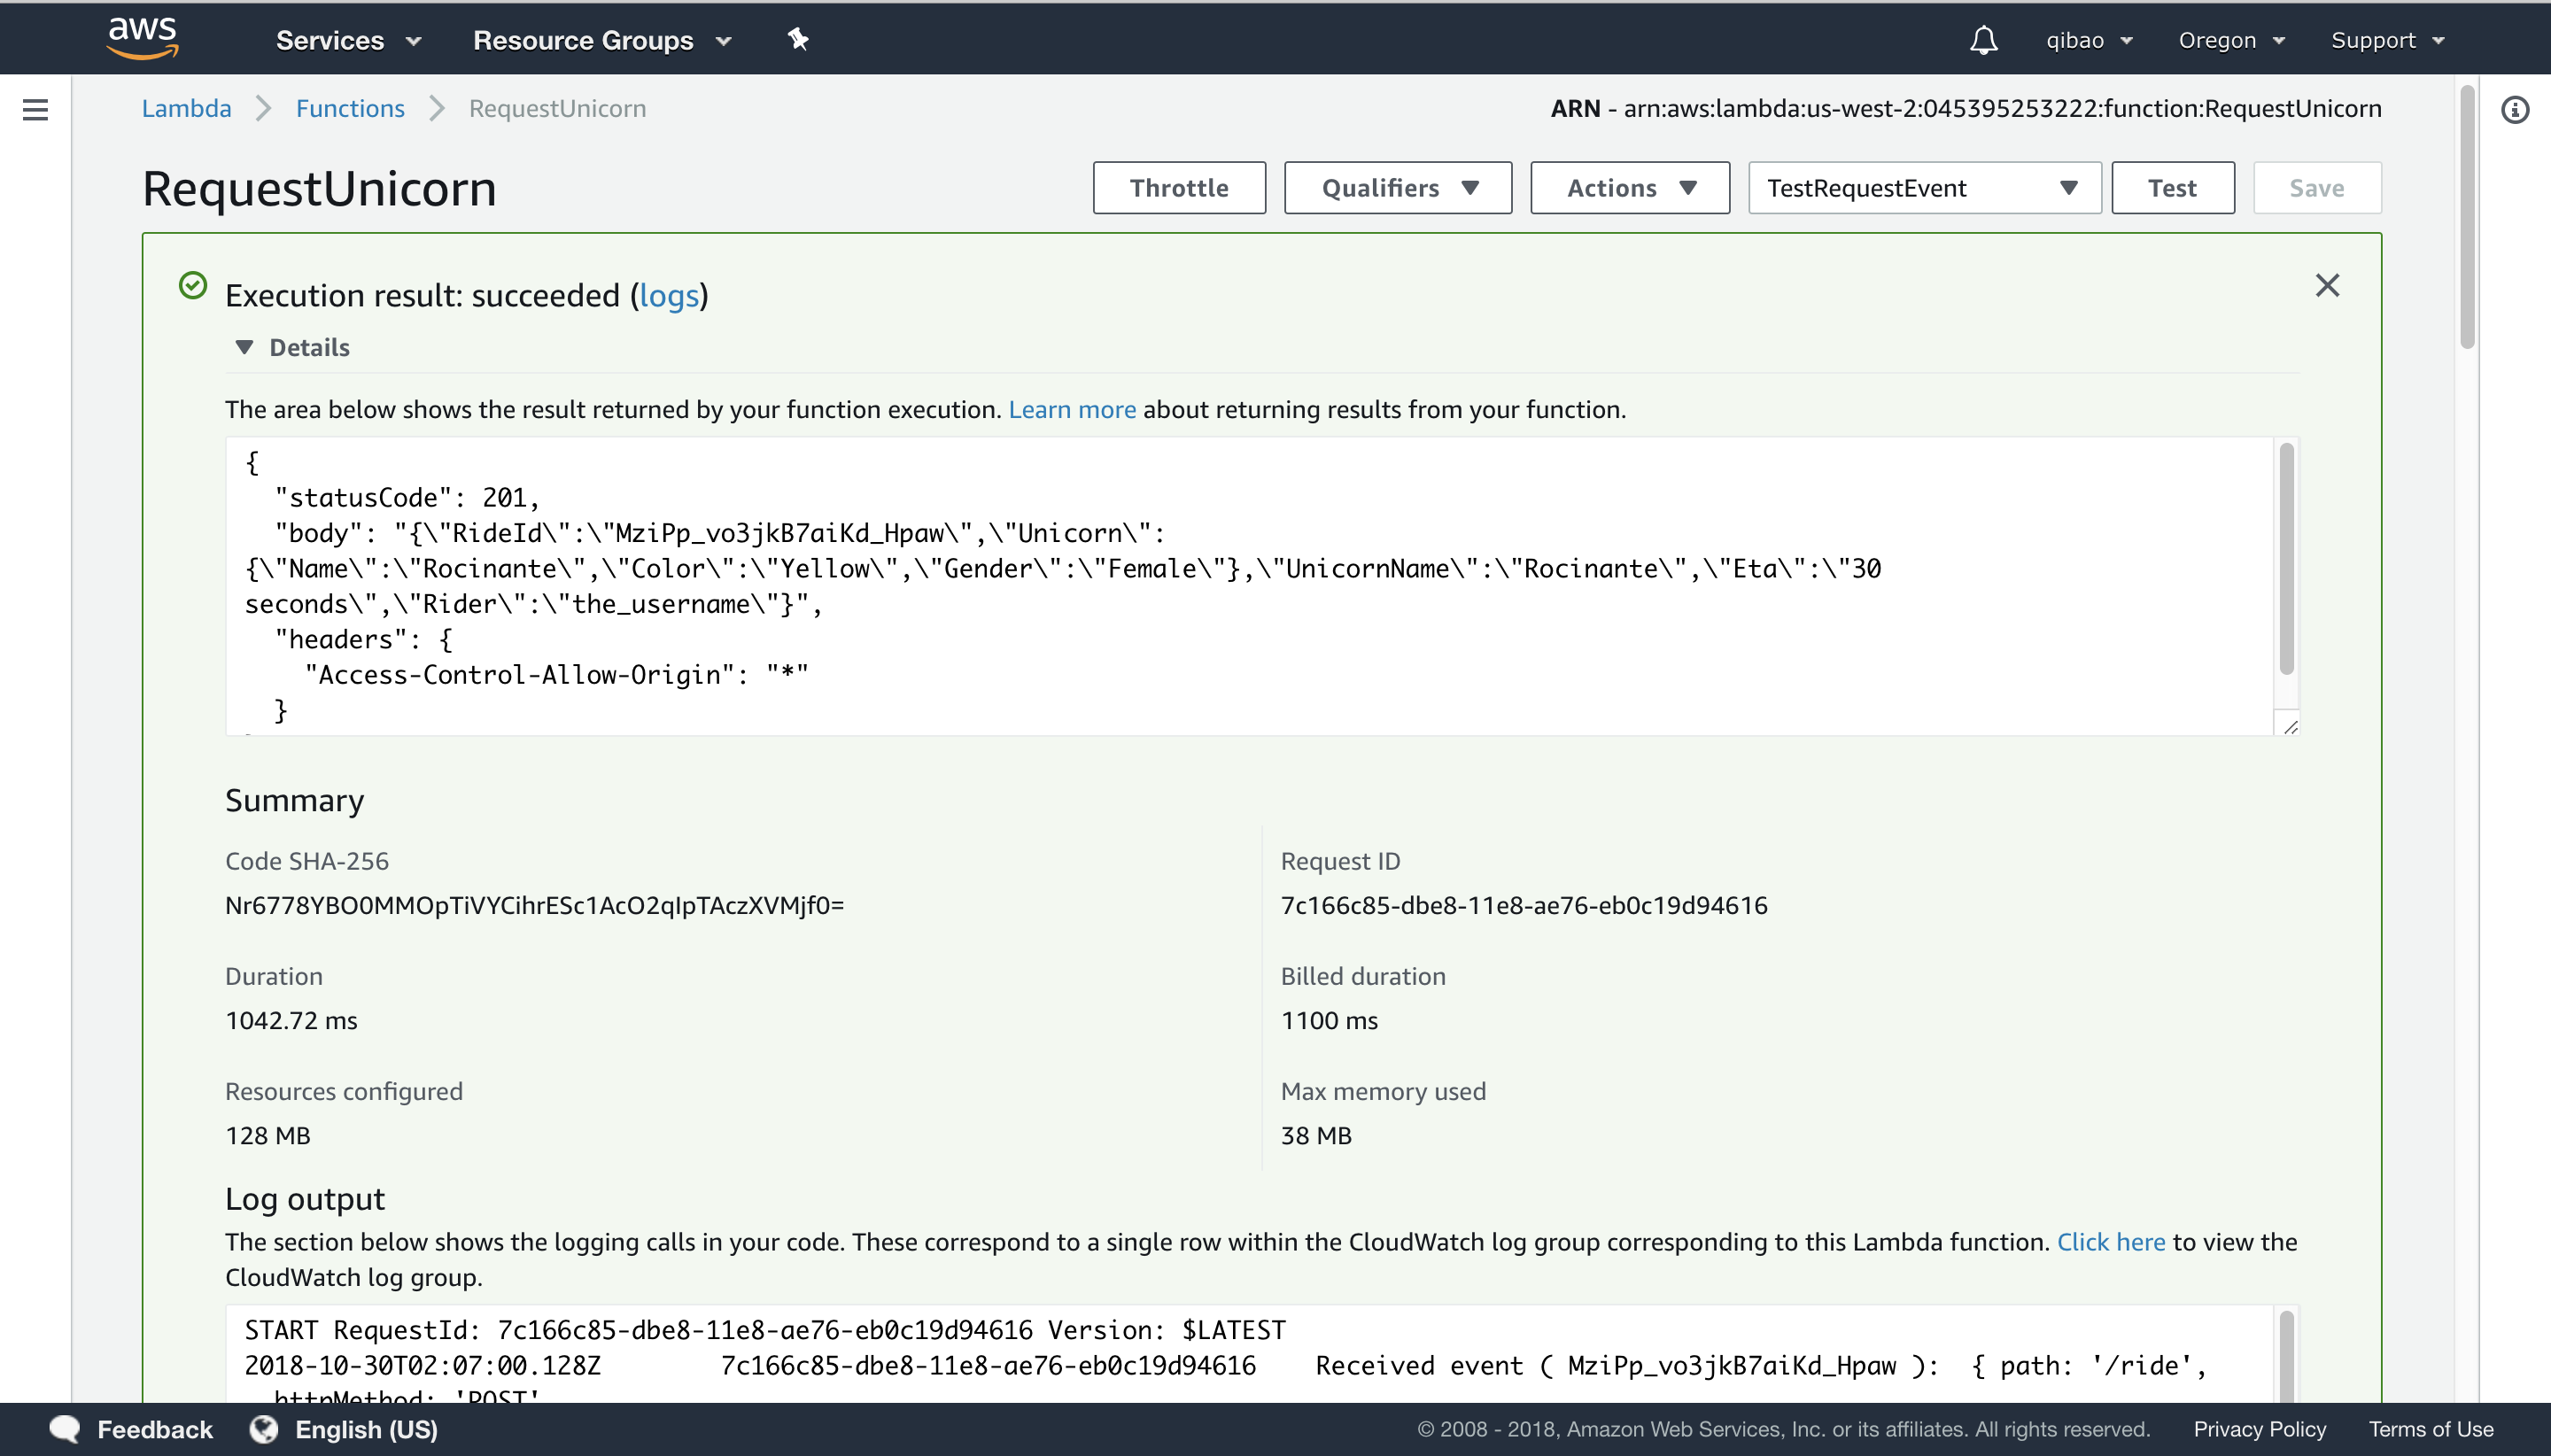 aws Services Resource Groups qibao Oregon Support
Lambda Functions RequestUnicorn ARN - arn:aws:lambda:us-west-2:045395253222:function:RequestUnicorn
RequestUnicorn Throttle Qualifiers Actions TestRequestEvent Test Save
Execution result: succeeded (logs)
Details
The area below shows the result returned by your function execution. Learn more about returning results from your function.
{
"statusCode": 201,
"body": "{\"RideId\":\"MziPp_vo3jkB7aiKd_Hpaw\",\"Unicorn\":
{\"Name\":\"Rocinante\",\"Color\":\"Yellow\",\"Gender\":\"Female\"},\"UnicornName\":\"Rocinante\",\"Eta\":\"30
seconds\",\"Rider\":\"the_username\"}",
"headers": {
"Access-Control-Allow-Origin": "*"
}
Summary
Code SHA-256 Request ID
Nr6778YBO0MMOpTiVYCihrESc1AcO2qIpTAczXVMjf0= 7c166c85-dbe8-11e8-ae76-eb0c19d94616
Duration Billed duration
1042.72 ms 1100 ms
Resources configured Max memory used
128 MB 38 MB
Log output
The section below shows the logging calls in your code. These correspond to a single row within the CloudWatch log group corresponding to this Lambda function. Click here to view the
CloudWatch log group.
START RequestId: 7c166c85-dbe8-11e8-ae76-eb0c19d94616 Version: $LATEST
2018-10-30T02:07:00.128Z 7c166c85-dbe8-11e8-ae76-eb0c19d94616 Received event ( MziPp_vo3jkB7aiKd_Hpaw ): { path: '/ride',
httpMethod: 'POST'
Feedback English (US) © 2008 - 2018, Amazon Web Services, Inc. or its affiliates. All rights reserved. Privacy Policy Terms of Use